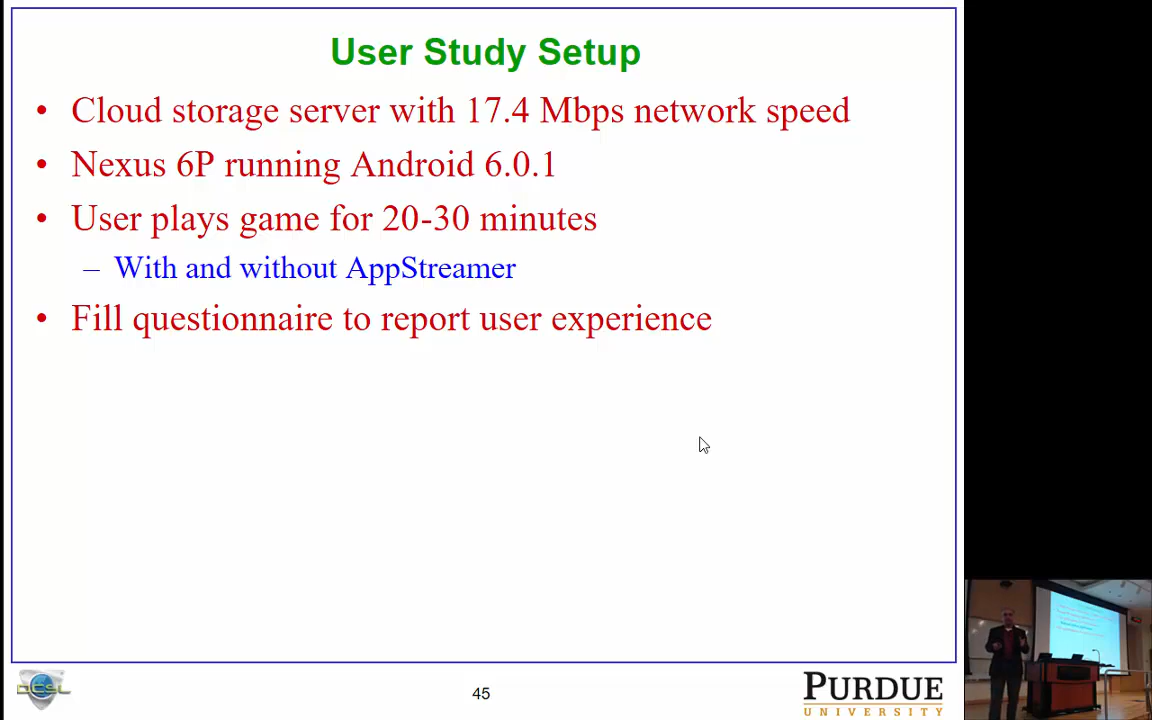 User Study Setup
• Cloud storage server with 17.4 Mbps network speed
• Nexus 6P running Android 6.0.1
• User plays game for 20-30 minutes
– With and without AppStreamer
• Fill questionnaire to report user experience
DCSL
45
PURDUE
UNIVERSITY